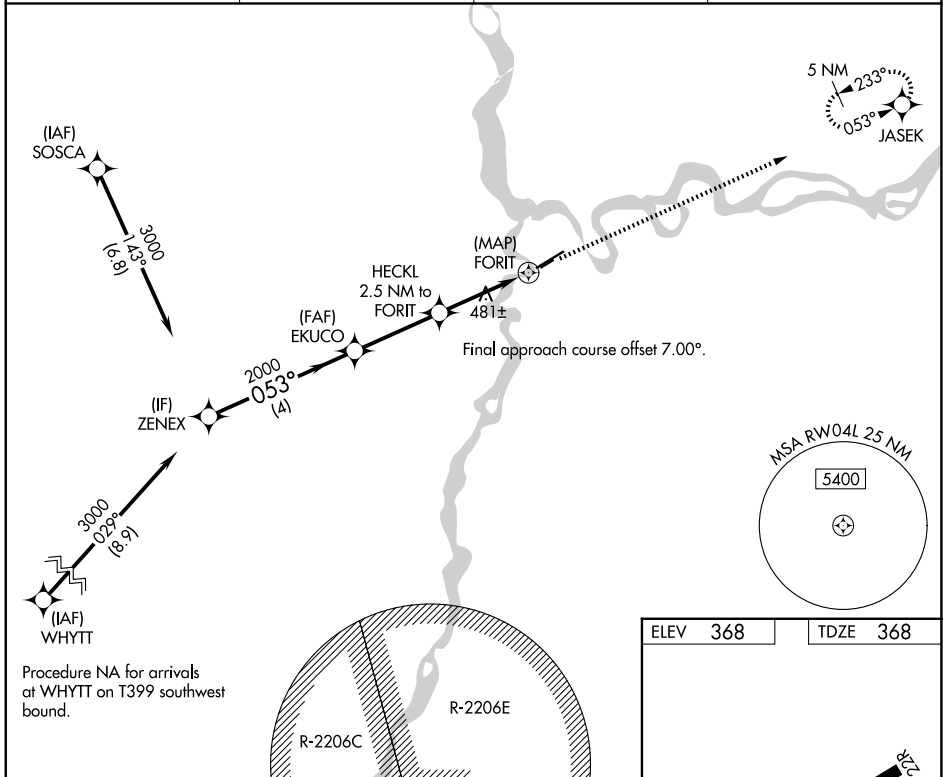 5 NM
233°
053°
JASEK
(IAF)
SOSCA
3000
143°
(6.8)
(MAP)
FORIT
HECKL
2.5 NM to
FORIT
481±
(FAF)
EKUCO
Final approach course offset 7.00°.
2000
053°
(4)
(IF)
ZENEX
MSA RW04L 25 NM
5400
3000
029°
(8.9)
(IAF)
WHYTT
Procedure NA for arrivals
at WHYTT on T399 southwest
bound.
R-2206C
R-2206E
ELEV 368
TDZE 368
22R